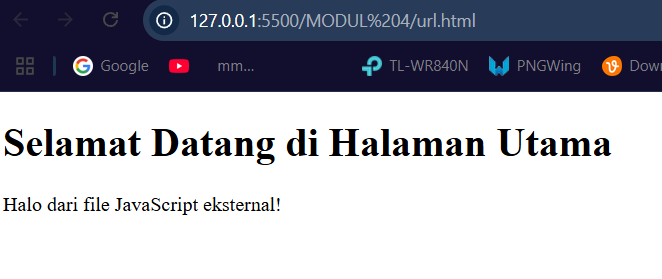 127.0.0.1:5500/MODUL%204/url.html
Google mm... TL-WR840N PNGWing Down
Selamat Datang di Halaman Utama
Halo dari file JavaScript eksternal!